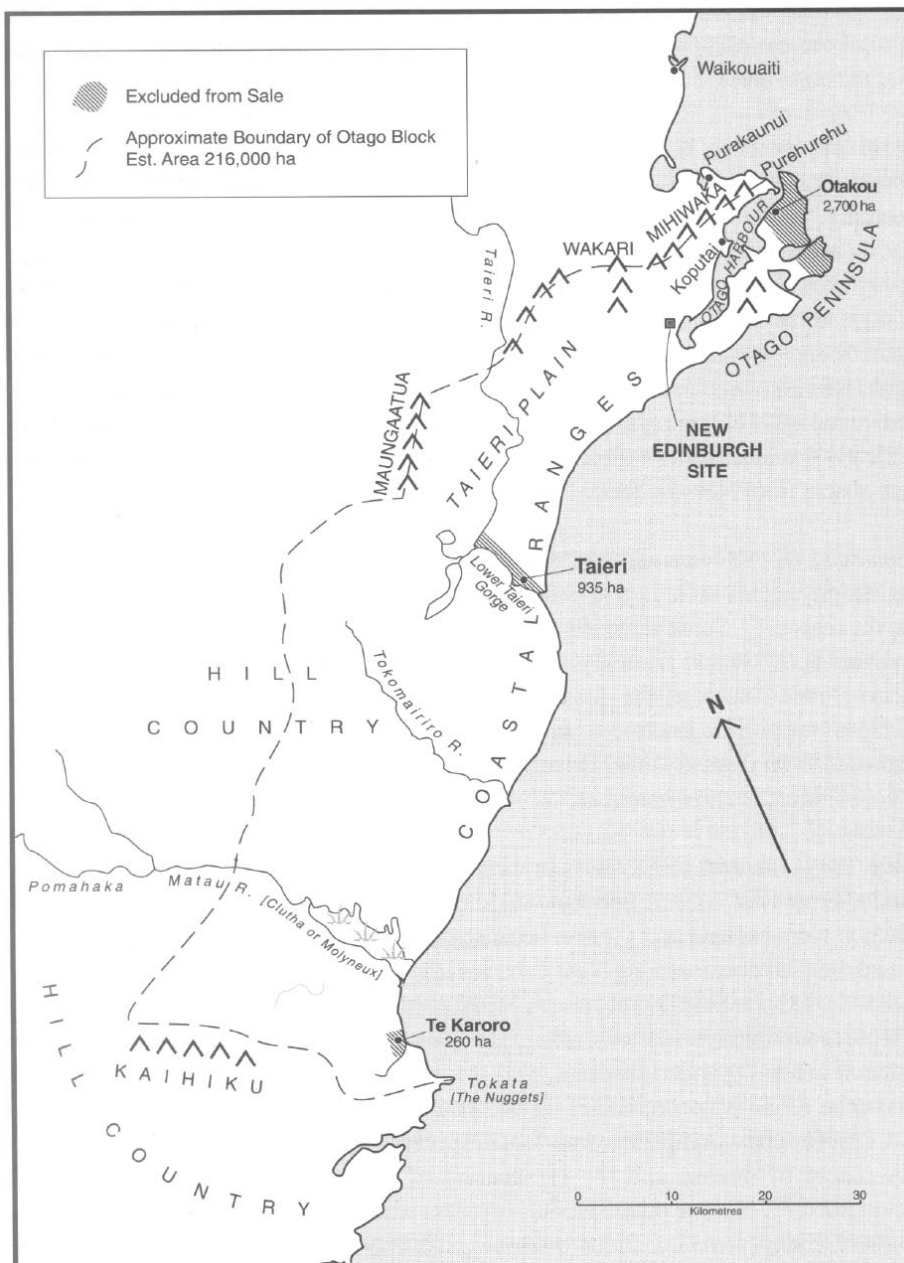 Excluded from Sale
Approximate Boundary of Otago Block
Est. Area 216,000 ha
Waikouaiti
Purakaunui
Purehurehu
MIHIWAKA
Otakou
2,700 ha
WAKARI
Koputai
OTAGO HARBOUR
OTAGO PENINSULA
Taieri R.
TAIERI PLAIN
MAUNGAATUA
NEW
EDINBURGH
SITE
COASTAL RANGES
Taieri
935 ha
Lower Taieri
Gorge
HILL
COUNTRY
Tokomairiro R.
N
Pomahaka
Matau R.
[Clutha or Molyneux]
HILL COUNTRY
Te Karoro
260 ha
KAIHIKU
Tokata
[The Nuggets]
0 10 20 30
Kilometres